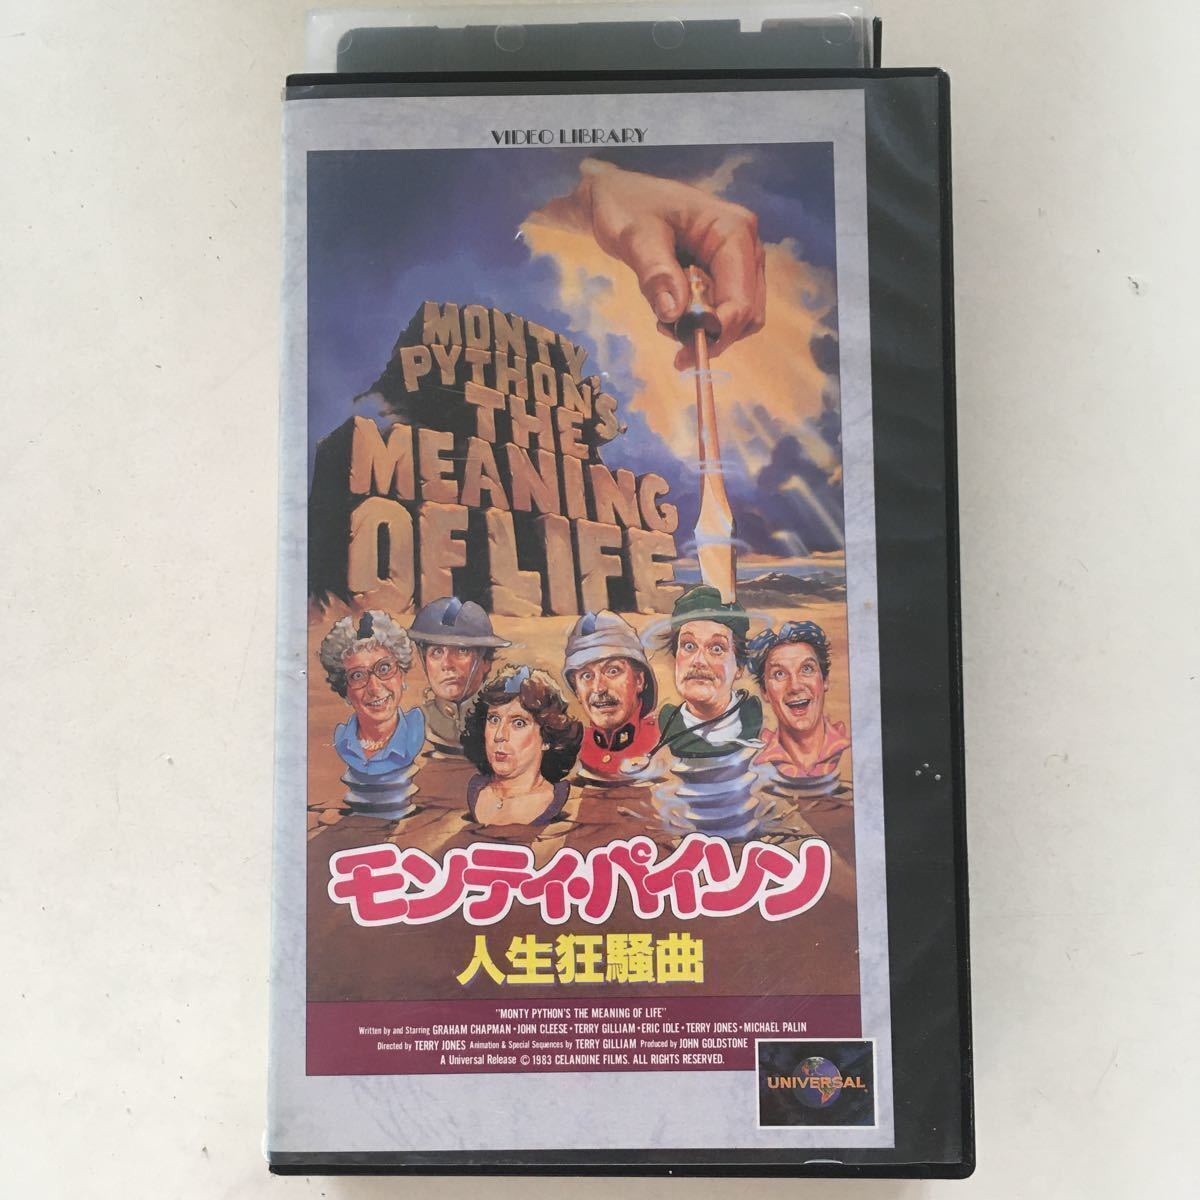 VIDEO LIBRARY
MONTY
PYTHON'S
THE
MEANING
OF LIFE
モンティ・パイソン
人生狂騒曲
"MONTY PYTHON'S THE MEANING OF LIFE"
Written by and Starring GRAHAM CHAPMAN・JOHN CLEESE・TERRY GILLIAM・ERIC IDLE・TERRY JONES・MICHAEL PALIN
Directed by TERRY JONES Animation & Special Sequences by TERRY GILLIAM Produced by JOHN GOLDSTONE
A Universal Release © 1983 CELANDINE FILMS. ALL RIGHTS RESERVED.
UNIVERSAL